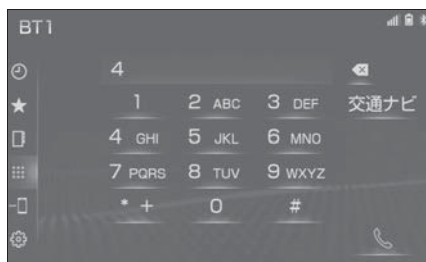 BT1
4
1 2 ABC 3 DEF 交通ナビ
4 GHI 5 JKL 6 MNO
7 PQRS 8 TUV 9 WXYZ
* + 0 #